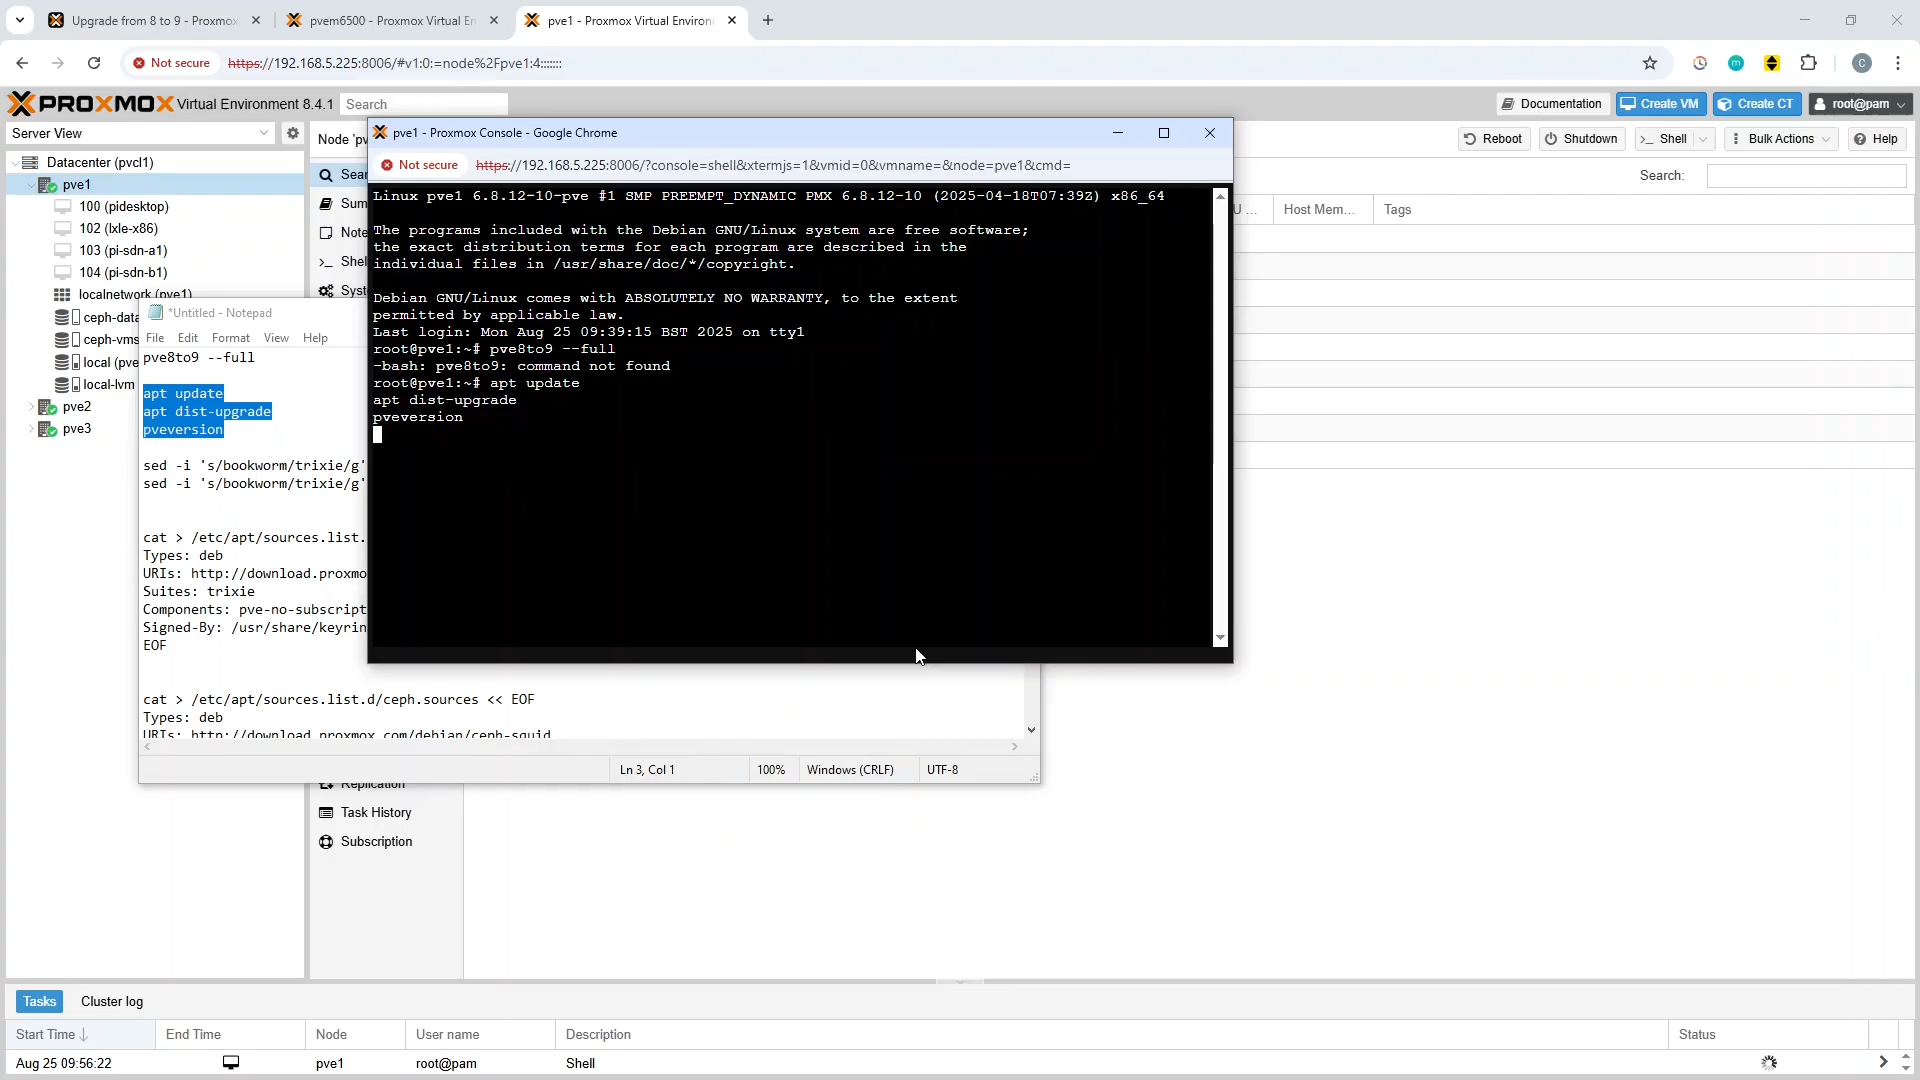 Upgrade from 8 to 9 - Proxmox
pvem6500 - Proxmox Virtual En
pve1 - Proxmox Virtual Environ
Not secure
https://192.168.5.225:8006/#v1:0:=node%2Fpve1:4:::::::
C
PROXMOX Virtual Environment 8.4.1
Search
Documentation
Create VM
Create CT
root@pam
Server View
Node 'pv
Reboot
Shutdown
Shell
Bulk Actions
Help
Datacenter (pvcl1)
pve1
100 (pidesktop)
102 (lxle-x86)
103 (pi-sdn-a1)
104 (pi-sdn-b1)
localnetwork (pve1)
ceph-data
ceph-vms
local (pve
local-lvm
pve2
pve3
Sear
Sum
Note
Shel
Syst
Replication
Task History
Subscription
Search:
U ...
Host Mem...
Tags
pve1 - Proxmox Console - Google Chrome
Not secure
https://192.168.5.225:8006/?console=shell&xtermjs=1&vmid=0&vmname=&node=pve1&cmd=
Linux pve1 6.8.12-10-pve #1 SMP PREEMPT_DYNAMIC PMX 6.8.12-10 (2025-04-18T07:39Z) x86_64
The programs included with the Debian GNU/Linux system are free software;
the exact distribution terms for each program are described in the
individual files in /usr/share/doc/*/copyright.
Debian GNU/Linux comes with ABSOLUTELY NO WARRANTY, to the extent
permitted by applicable law.
Last login: Mon Aug 25 09:39:15 BST 2025 on tty1
root@pve1:~# pve8to9 --full
-bash: pve8to9: command not found
root@pve1:~# apt update
apt dist-upgrade
pveversion
*Untitled - Notepad
File Edit Format View Help
pve8to9 --full
apt update
apt dist-upgrade
pveversion
sed -i 's/bookworm/trixie/g'
sed -i 's/bookworm/trixie/g'
cat > /etc/apt/sources.list.
Types: deb
URIs: http://download.proxmo
Suites: trixie
Components: pve-no-subscript
Signed-By: /usr/share/keyrin
EOF
cat > /etc/apt/sources.list.d/ceph.sources << EOF
Types: deb
URIs: http://download.proxmox.com/debian/ceph-squid
Ln 3, Col 1
100%
Windows (CRLF)
UTF-8
Tasks
Cluster log
Start Time
End Time
Node
User name
Description
Status
Aug 25 09:56:22
pve1
root@pam
Shell